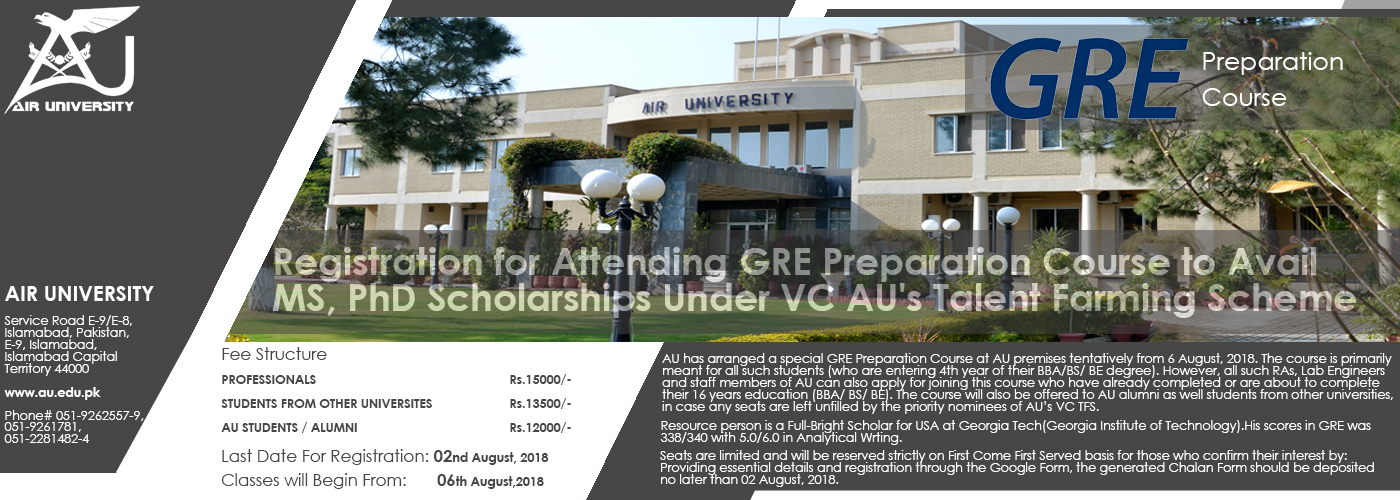 AU
AIR UNIVERSITY
AIR UNIVERSITY
GRE Preparation
Course
Registration for Attending GRE Preparation Course to Avail
MS, PhD Scholarships Under VC AU's Talent Farming Scheme
AIR UNIVERSITY
Service Road E-9/E-8,
Islamabad, Pakistan,
E-9, Islamabad,
Islamabad Capital
Territory 44000
www.au.edu.pk
Phone# 051-9262557-9,
051-9261781,
051-2281482-4
Fee Structure
PROFESSIONALS Rs.15000/-
STUDENTS FROM OTHER UNIVERSITES Rs.13500/-
AU STUDENTS / ALUMNI Rs.12000/-
Last Date For Registration: 02nd August, 2018
Classes will Begin From: 06th August,2018
AU has arranged a special GRE Preparation Course at AU premises tentatively from 6 August, 2018. The course is primarily
meant for all such students (who are entering 4th year of their BBA/BS/ BE degree). However, all such RAs, Lab Engineers
and staff members of AU can also apply for joining this course who have already completed or are about to complete
their 16 years education (BBA/ BS/ BE). The course will also be offered to AU alumni as well students from other universities,
in case any seats are left unfilled by the priority nominees of AU's VC TFS.
Resource person is a Full-Bright Scholar for USA at Georgia Tech(Georgia Institute of Technology).His scores in GRE was
338/340 with 5.0/6.0 in Analytical Wrting.
Seats are limited and will be reserved strictly on First Come First Served basis for those who confirm their interest by:
Providing essential details and registration through the Google Form, the generated Chalan Form should be deposited
no later than 02 August, 2018.